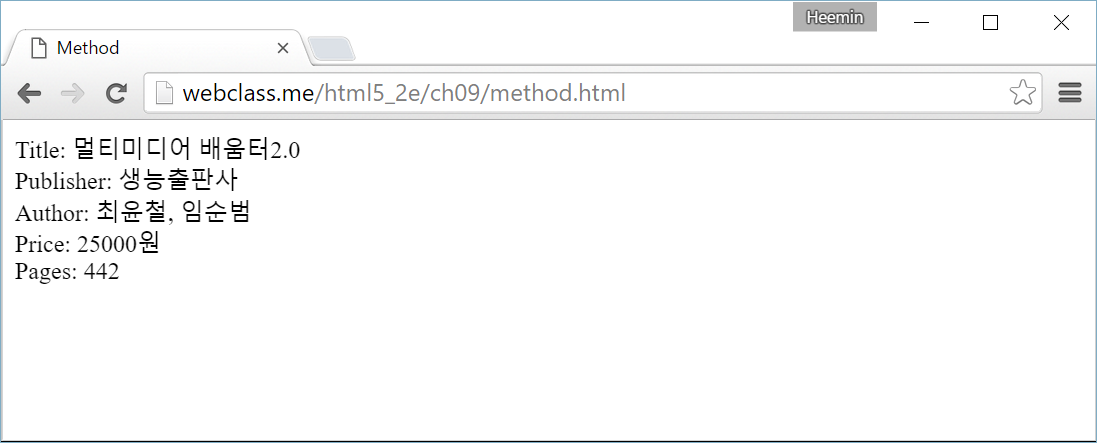 Heemin
Method
webclass.me/html5_2e/ch09/method.html
Title: 멀티미디어 배움터2.0
Publisher: 생능출판사
Author: 최윤철, 임순범
Price: 25000원
Pages: 442